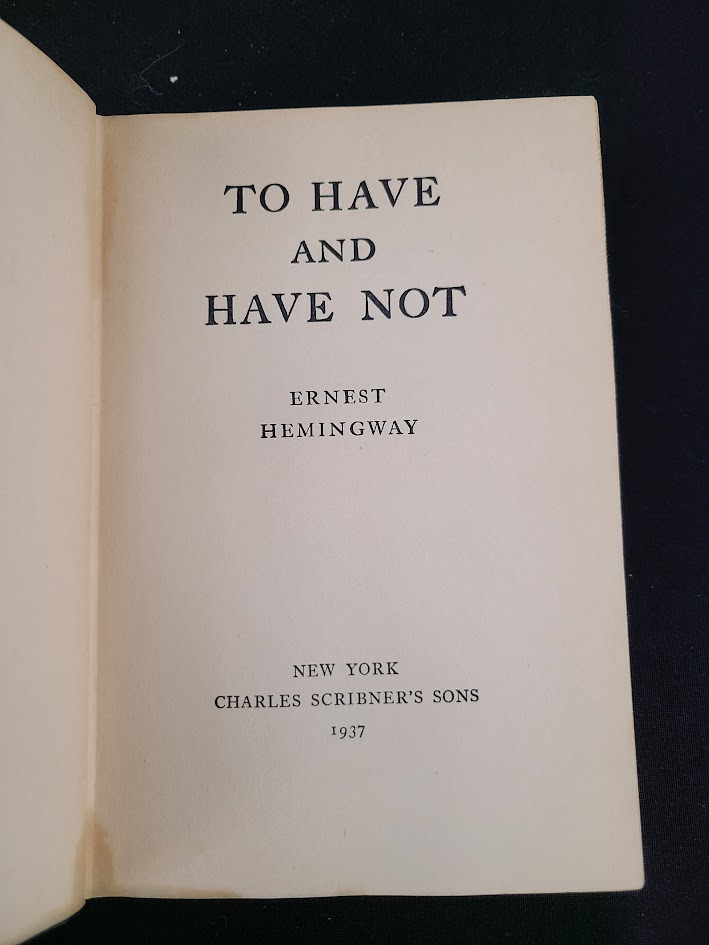 TO HAVE
AND
HAVE NOT
ERNEST
HEMINGWAY
NEW YORK
CHARLES SCRIBNER'S SONS
1937